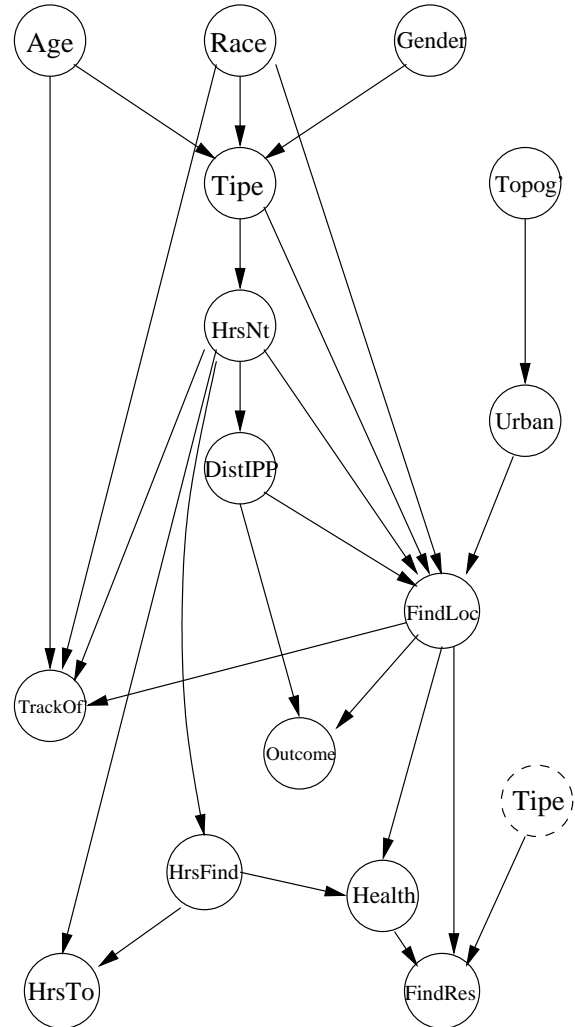 Age
Race
Gender
Tipe
Topog'
HrsNt
Urban
DistIPP
FindLoc
TrackOf'
Outcome
Tipe
HrsFind
Health
HrsTo
FindRes